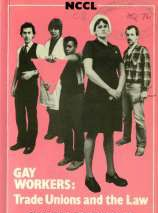 NCCL
GAY
WORKERS:
Trade Unions and the Law